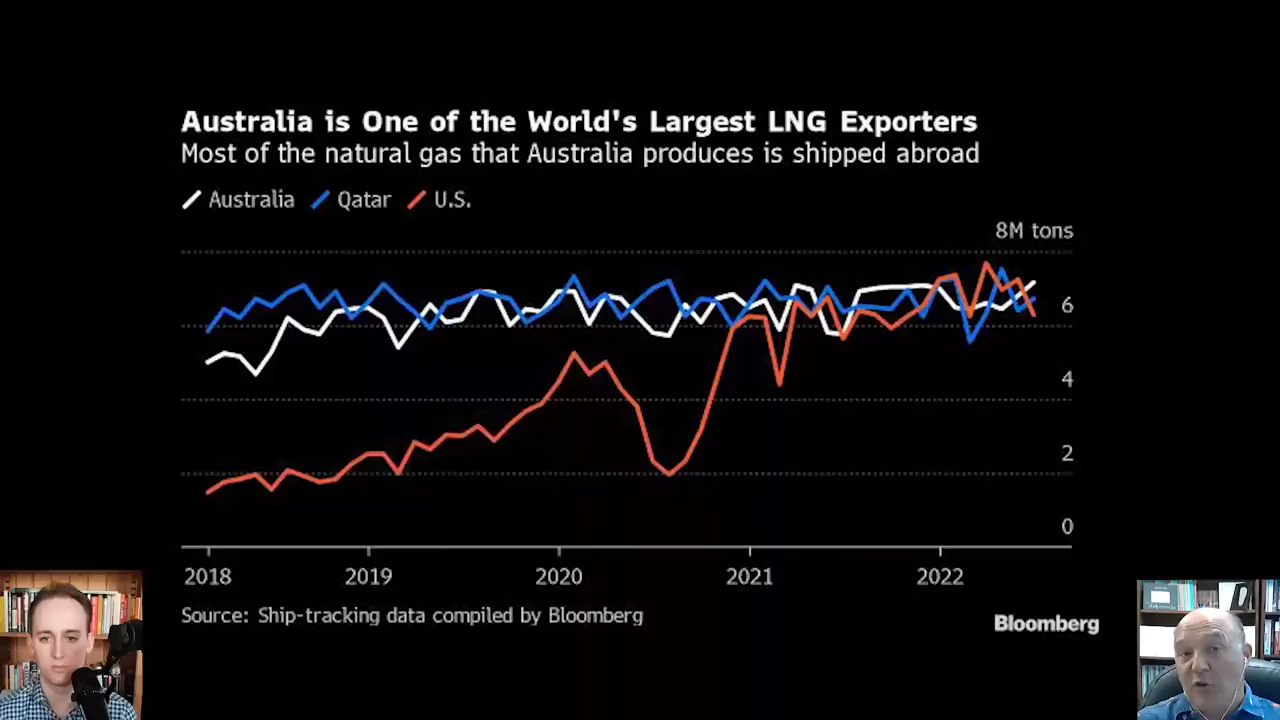 Australia is One of the World's Largest LNG Exporters
Most of the natural gas that Australia produces is shipped abroad
Australia Qatar U.S.
8M tons
6
4
2
0
2018 2019 2020 2021 2022
Source: Ship-tracking data compiled by Bloomberg
Bloomberg